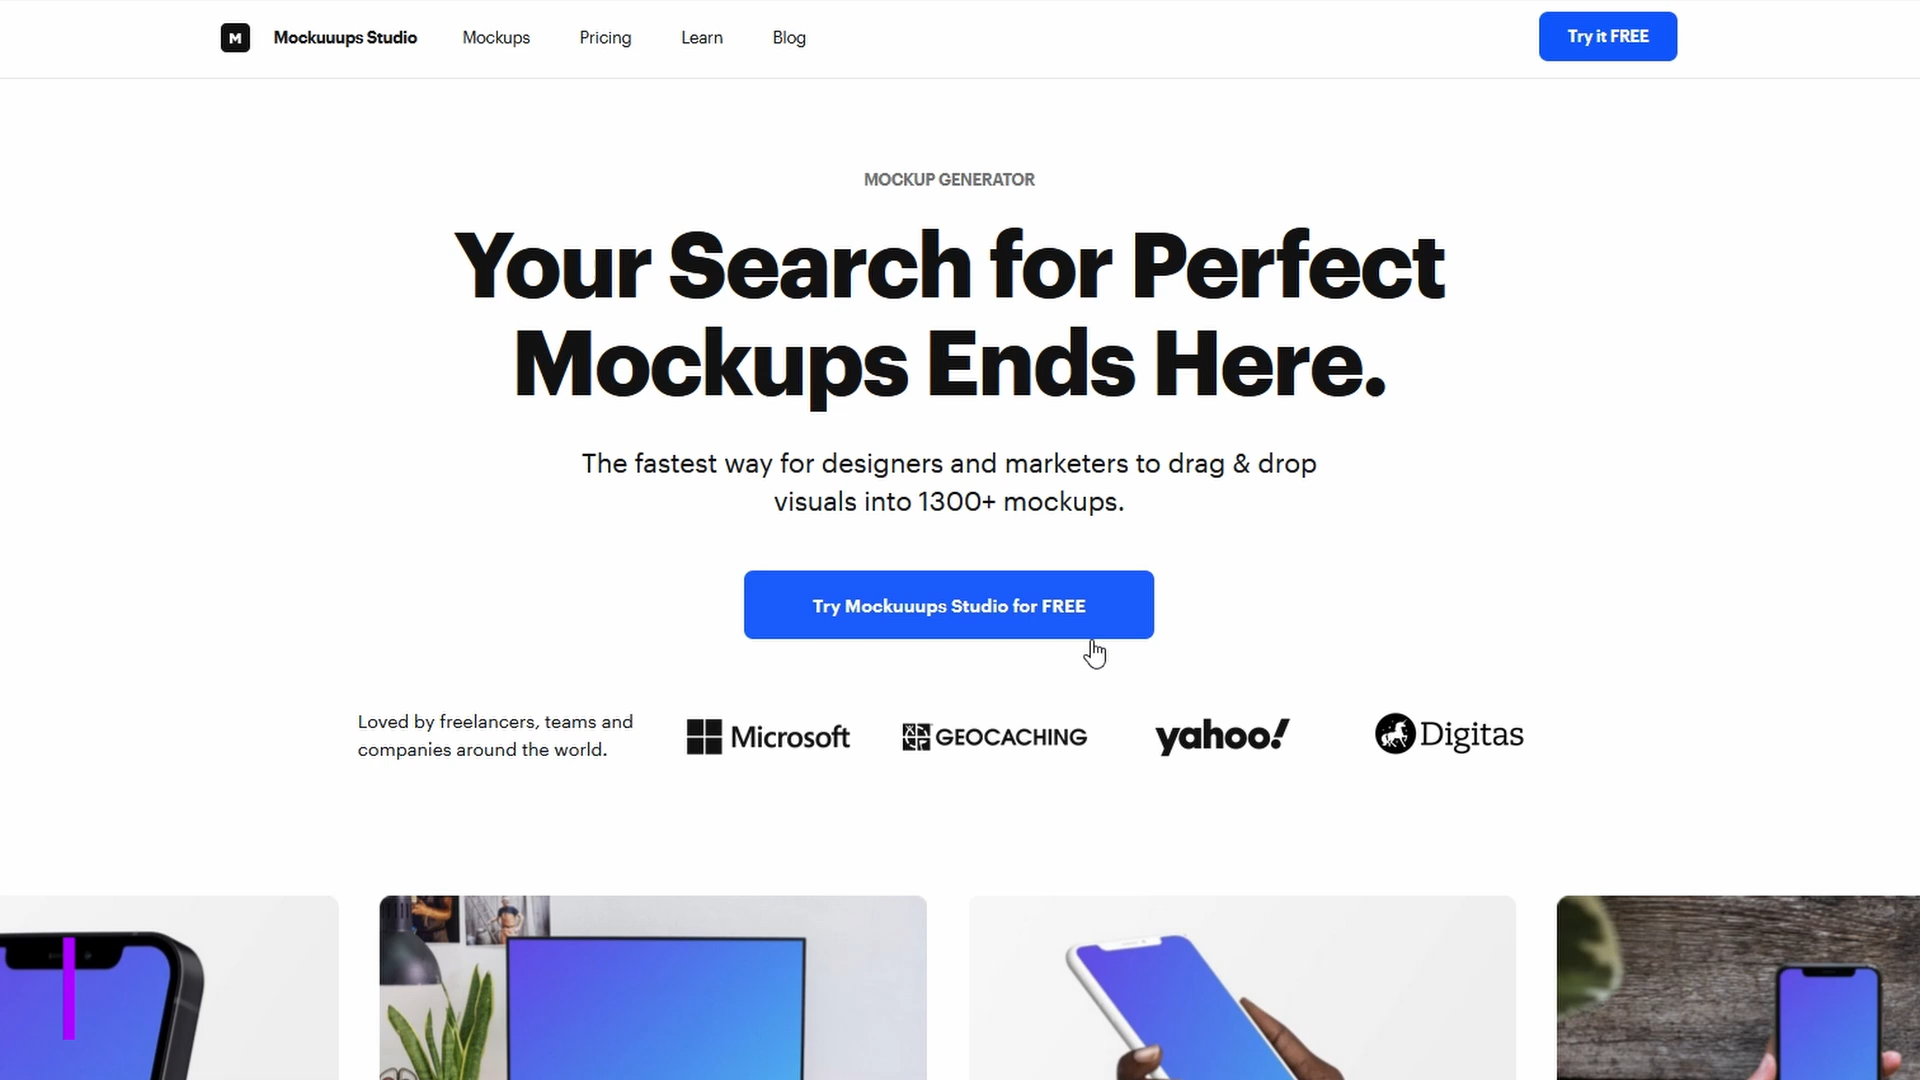 M Mockuuups Studio Mockups Pricing Learn Blog Try it FREE
MOCKUP GENERATOR
Your Search for Perfect
Mockups Ends Here.
The fastest way for designers and marketers to drag & drop
visuals into 1300+ mockups.
Try Mockuuups Studio for FREE
Loved by freelancers, teams and
companies around the world.
Microsoft GEOCACHING yahoo! Digitas